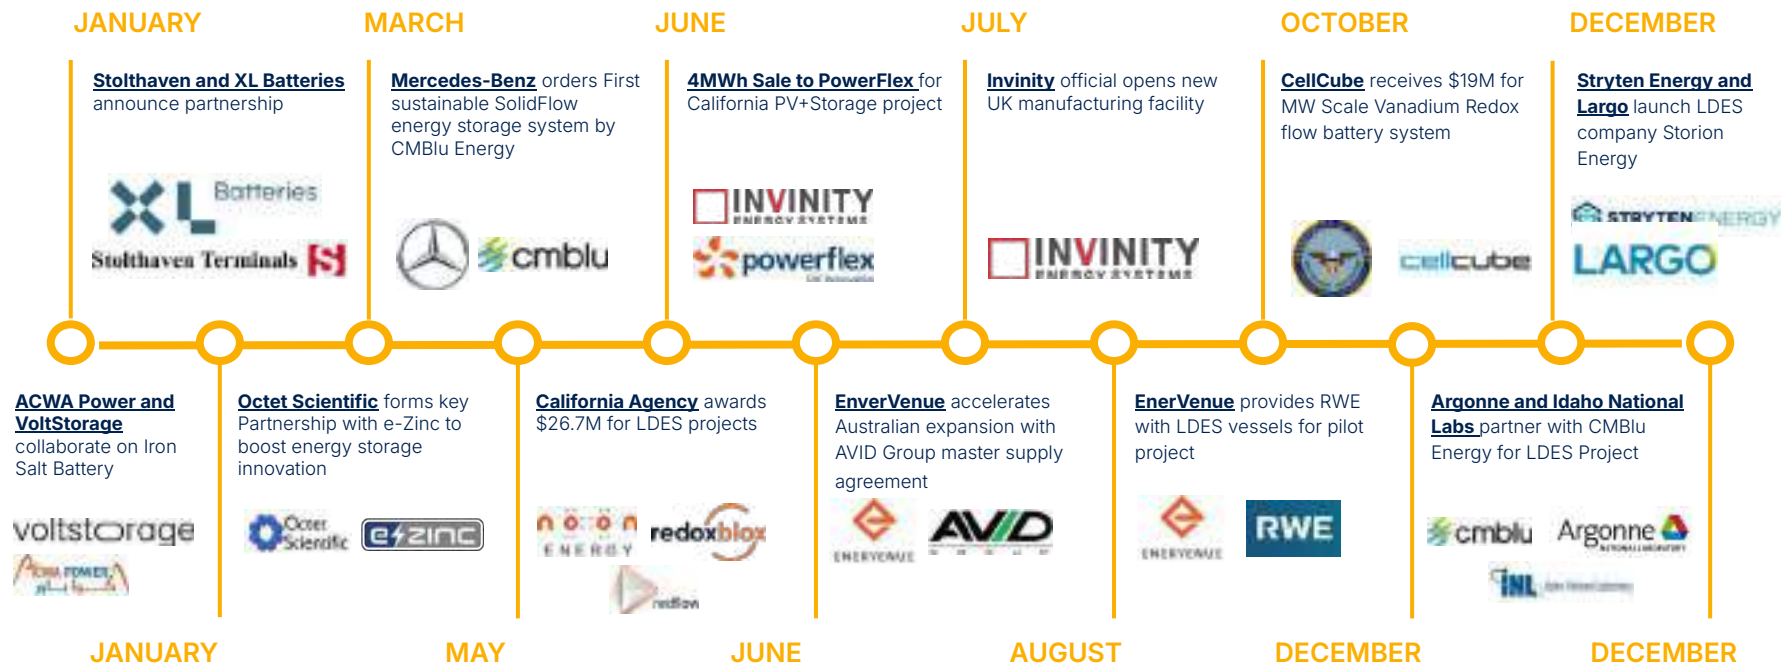 JANUARY
MARCH
JUNE
JULY
OCTOBER
DECEMBER
Stolthaven and XL Batteries
announce partnership
Mercedes-Benz orders First
sustainable SolidFlow
energy storage system by
CMBlu Energy
4MWh Sale to PowerFlex for
California PV+Storage project
Invinity official opens new
UK manufacturing facility
CellCube receives $19M for
MW Scale Vanadium Redox
flow battery system
Stryten Energy and
Largo launch LDES
company Storion
Energy
XL Batteries
Stolthaven Terminals
cmblu
INVINITY
ENERGY SYSTEMS
powerflex
INVINITY
ENERGY SYSTEMS
cellcube
STRYTEN ENERGY
LARGO
ACWA Power and
VoltStorage
collaborate on Iron
Salt Battery
Octet Scientific forms key
Partnership with e-Zinc to
boost energy storage
innovation
California Agency awards
$26.7M for LDES projects
EnverVenue accelerates
Australian expansion with
AVID Group master supply
agreement
EnerVenue provides RWE
with LDES vessels for pilot
project
Argonne and Idaho National
Labs partner with CMBlu
Energy for LDES Project
voltstorage
ACWA POWER
Octet
Scientific
e zinc
noon
ENERGY
redoxblox
redflow
ENERVENUE
AVID
GROUP
ENERVENUE
RWE
cmblu
Argonne
NATIONAL LABORATORY
INL
JANUARY
MAY
JUNE
AUGUST
DECEMBER
DECEMBER